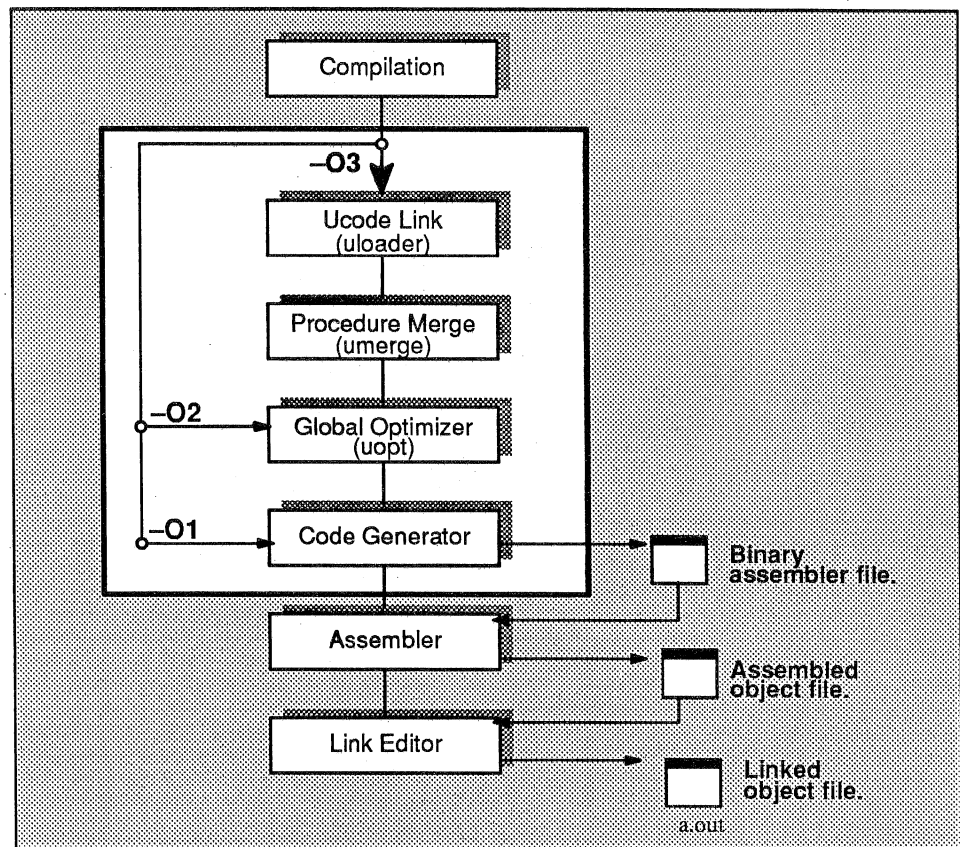 Compilation
–O3
Ucode Link
(uloader)
Procedure Merge
(umerge)
–O2
Global Optimizer
(uopt)
–O1
Code Generator
Binary
assembler file.
Assembler
Assembled
object file.
Link Editor
Linked
object file.
a.out